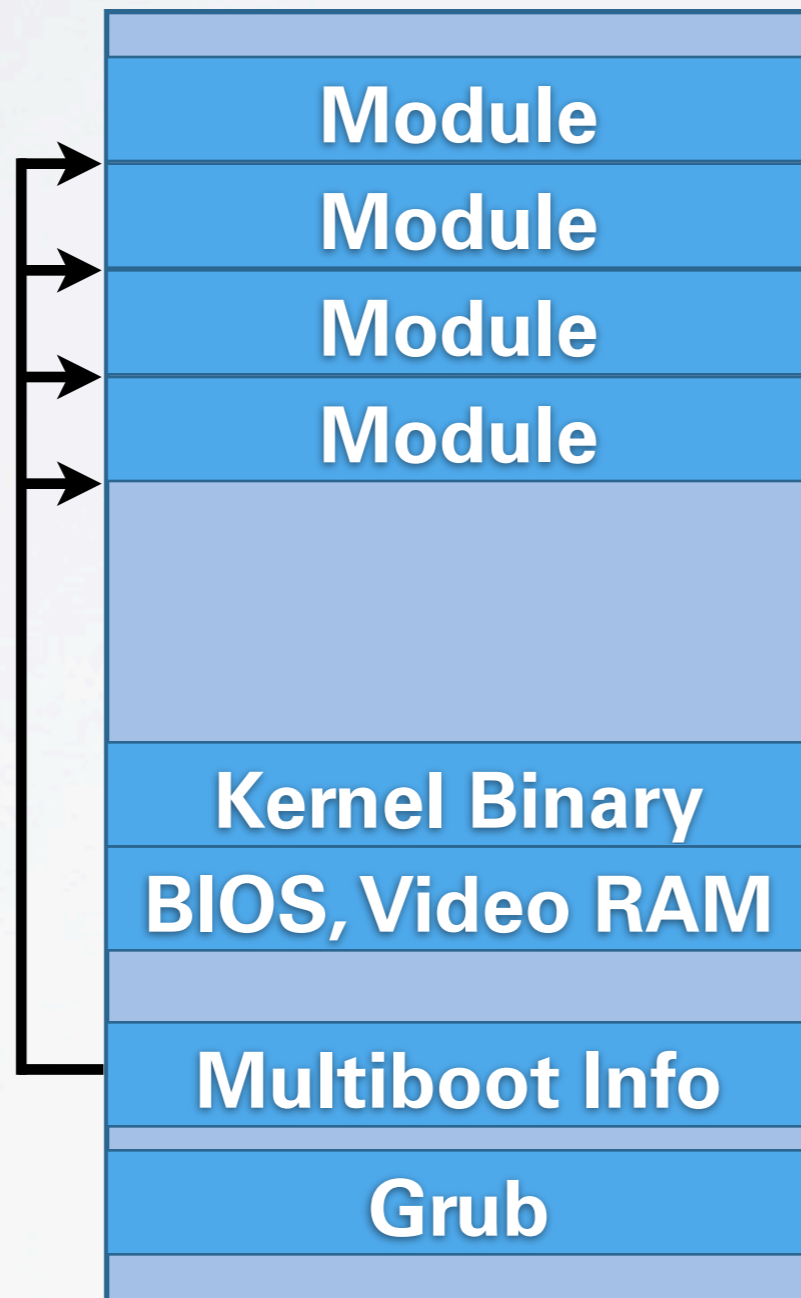 Module
Module
Module
Module
Kernel Binary
BIOS, Video RAM
Multiboot Info
Grub